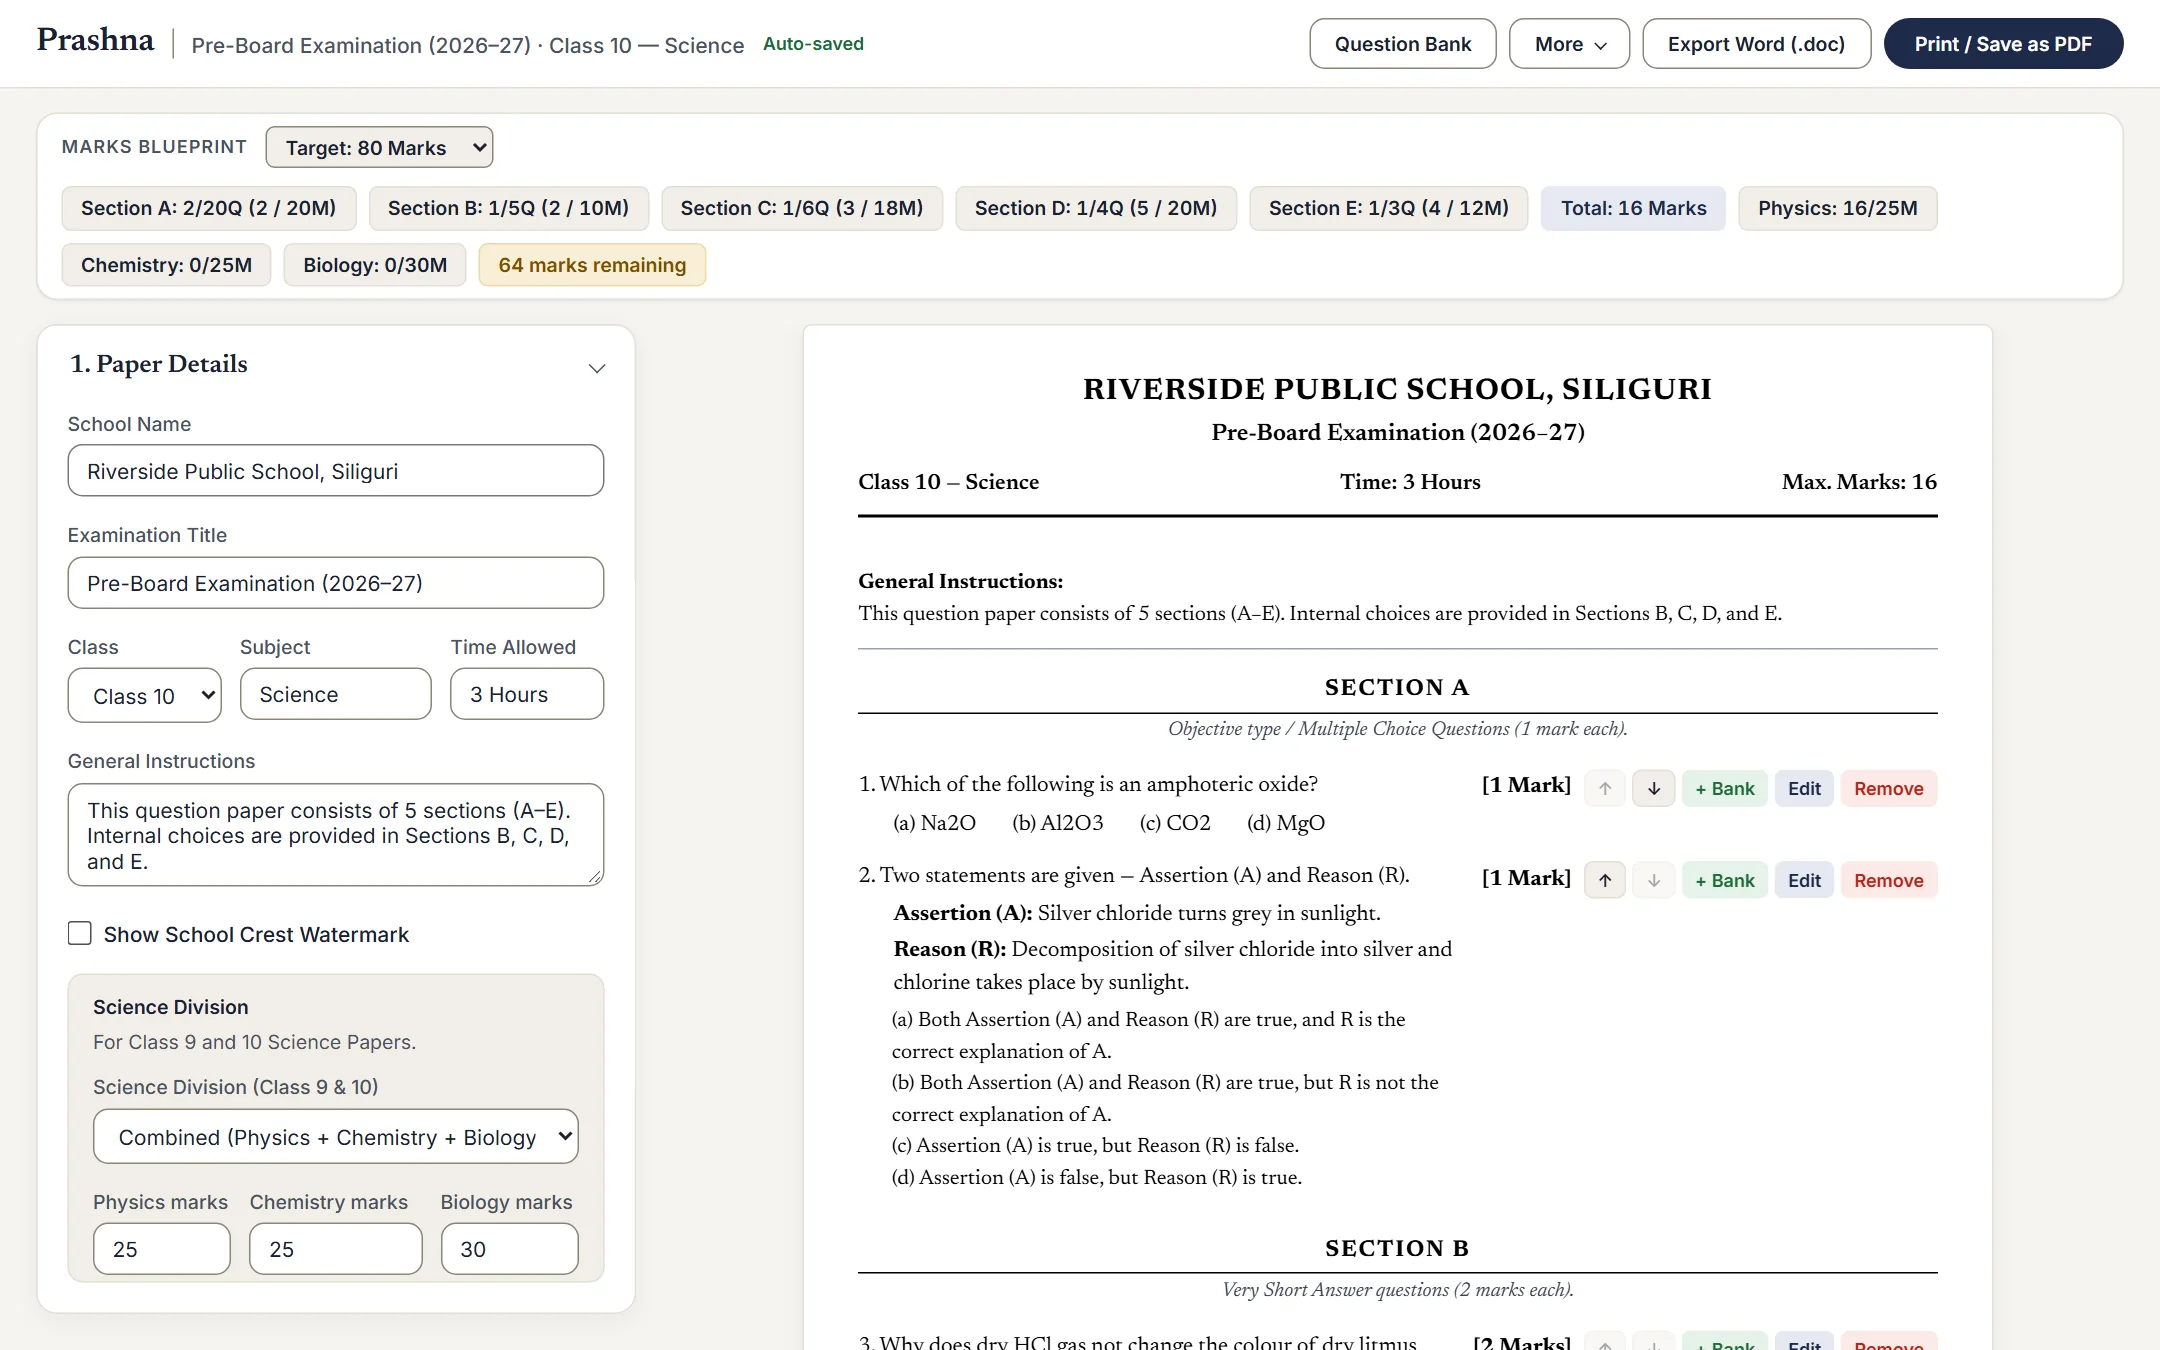 Prashna
Pre-Board Examination (2026–27) · Class 10 — Science
Auto-saved
Question Bank
More
Export Word (.doc)
Print / Save as PDF
MARKS BLUEPRINT
Target: 80 Marks
Section A: 2/20Q (2 / 20M)
Section B: 1/5Q (2 / 10M)
Section C: 1/6Q (3 / 18M)
Section D: 1/4Q (5 / 20M)
Section E: 1/3Q (4 / 12M)
Total: 16 Marks
Physics: 16/25M
Chemistry: 0/25M
Biology: 0/30M
64 marks remaining
1. Paper Details
School Name
Riverside Public School, Siliguri
Examination Title
Pre-Board Examination (2026–27)
Class
Subject
Time Allowed
Class 10
Science
3 Hours
General Instructions
This question paper consists of 5 sections (A–E).
Internal choices are provided in Sections B, C, D,
and E.
Show School Crest Watermark
Science Division
For Class 9 and 10 Science Papers.
Science Division (Class 9 & 10)
Combined (Physics + Chemistry + Biology
Physics marks
Chemistry marks
Biology marks
25
25
30
RIVERSIDE PUBLIC SCHOOL, SILIGURI
Pre-Board Examination (2026–27)
Class 10 – Science
Time: 3 Hours
Max. Marks: 16
General Instructions:
This question paper consists of 5 sections (A–E). Internal choices are provided in Sections B, C, D, and E.
SECTION A
Objective type / Multiple Choice Questions (1 mark each).
1. Which of the following is an amphoteric oxide? [1 Mark] ↑ ↓ + Bank Edit Remove
(a) Na2O (b) Al2O3 (c) CO2 (d) MgO
2. Two statements are given – Assertion (A) and Reason (R). [1 Mark] ↑ ↓ + Bank Edit Remove
Assertion (A): Silver chloride turns grey in sunlight.
Reason (R): Decomposition of silver chloride into silver and
chlorine takes place by sunlight.
(a) Both Assertion (A) and Reason (R) are true, and R is the
correct explanation of A.
(b) Both Assertion (A) and Reason (R) are true, but R is not the
correct explanation of A.
(c) Assertion (A) is true, but Reason (R) is false.
(d) Assertion (A) is false, but Reason (R) is true.
SECTION B
Very Short Answer questions (2 marks each).
3. Why does dry HCl gas not change the colour of dry litmus [2 Marks] ↑ ↓ + Bank Edit Remove